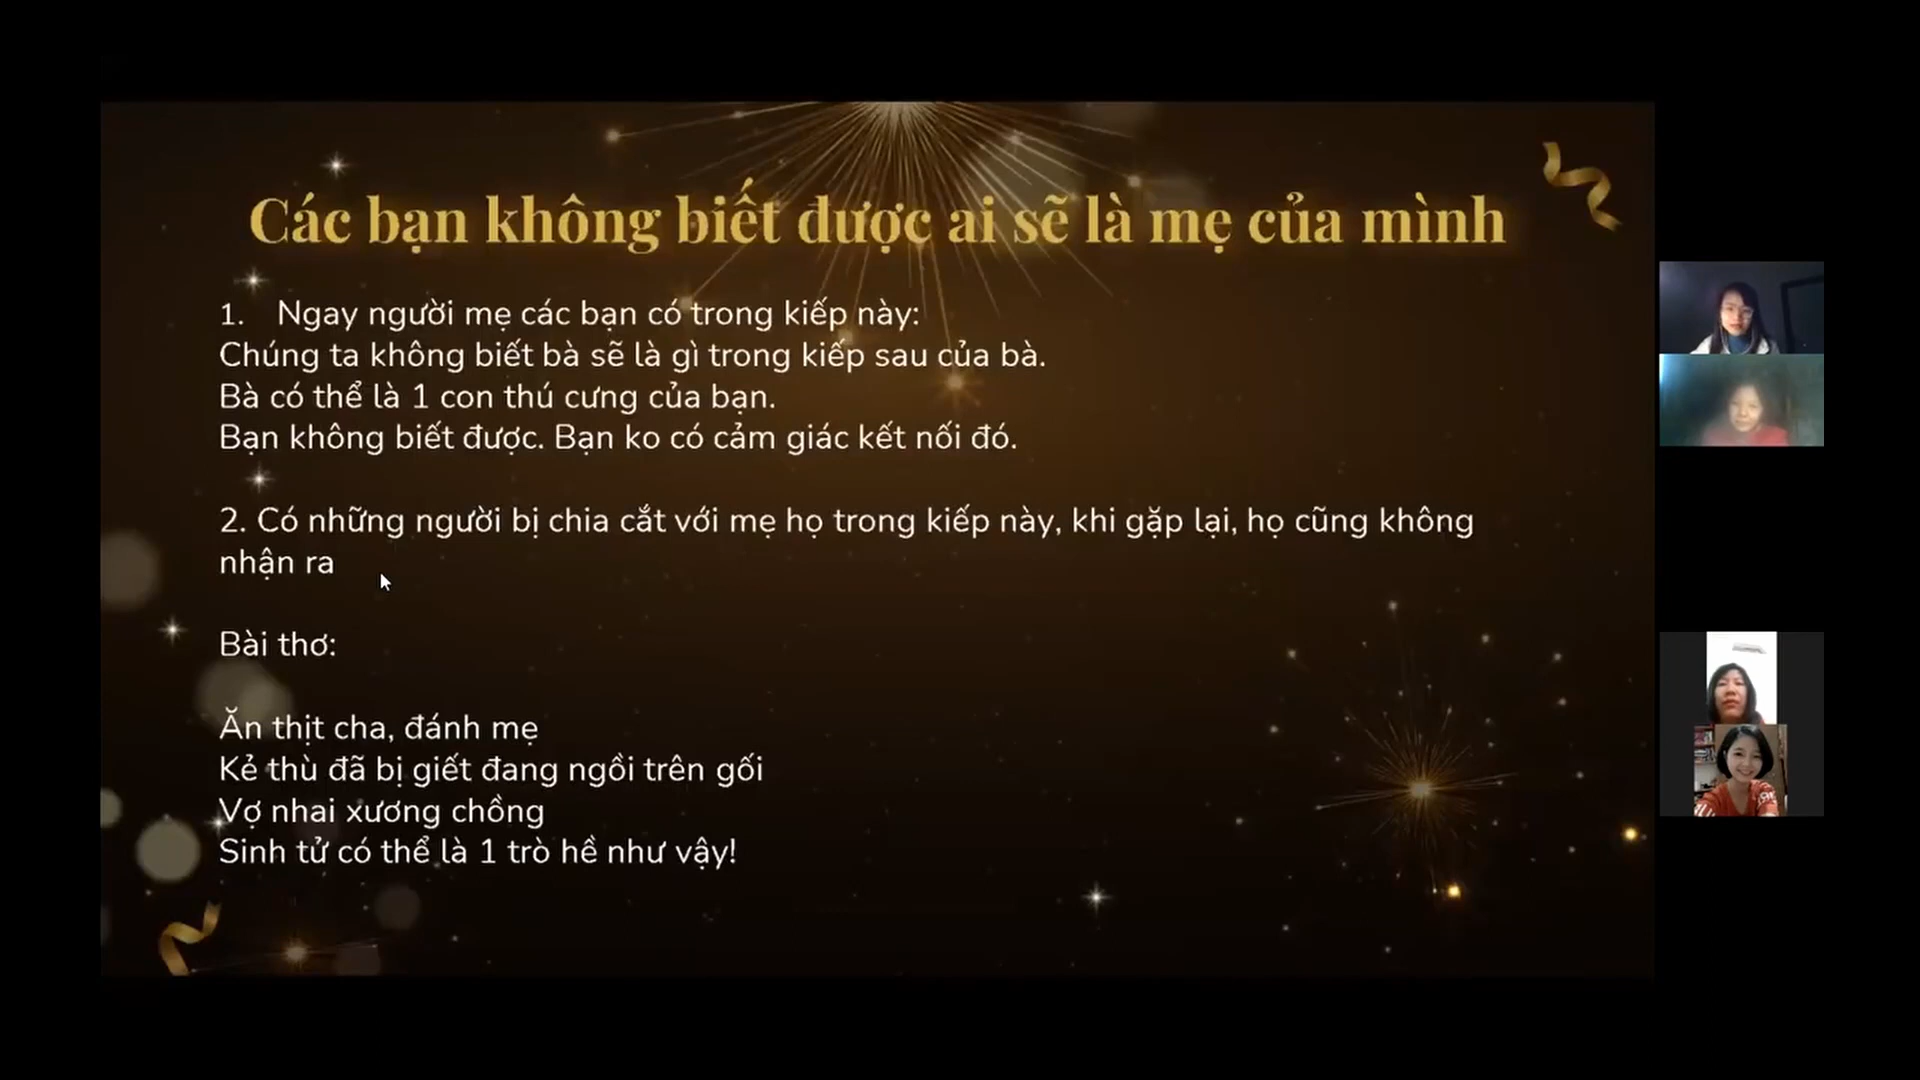 Các bạn không biết được ai sẽ là mẹ của mình
1. Ngay người mẹ các bạn có trong kiếp này:
Chúng ta không biết bà sẽ là gì trong kiếp sau của bà.
Bà có thể là 1 con thú cưng của bạn.
Bạn không biết được. Bạn ko có cảm giác kết nối đó.
2. Có những người bị chia cắt với mẹ họ trong kiếp này, khi gặp lại, họ cũng không
nhận ra
Bài thơ:
Ăn thịt cha, đánh mẹ
Kẻ thù đã bị giết đang ngồi trên gối
Vợ nhai xương chồng
Sinh tử có thể là 1 trò hề như vậy!